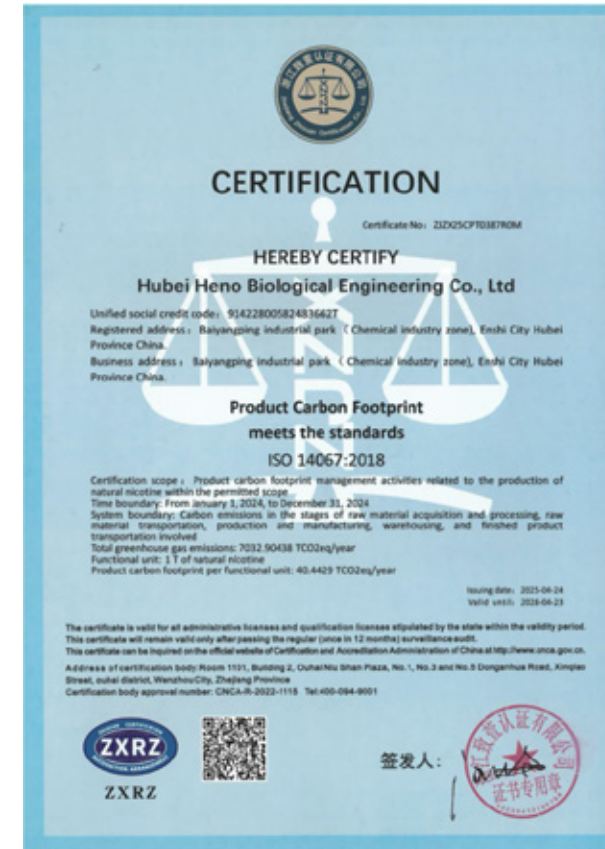 CERTIFICATION
Certificate No: ZJZX25CPT0387R0M
HEREBY CERTIFY
Hubei Heno Biological Engineering Co., Ltd
Unified social credit code: 91422800582483662T
Registered address: Baiyangping industrial park (Chemical industry zone), Enshi City Hubei
Province China.
Business address: Baiyangping industrial park (Chemical industry zone), Enshi City Hubei
Province China.
Product Carbon Footprint
meets the standards
ISO 14067:2018
Certification scope: Product carbon footprint management activities related to the production of
natural nicotine within the permitted scope
Time boundary: From January 1, 2024, to December 31, 2024
System boundary: Carbon emissions in the stages of raw material acquisition and processing, raw
material transportation, production and manufacturing, warehousing, and finished product
transportation involved
Total greenhouse gas emissions: 7032.90438 TCO2eq/year
Functional unit: 1 T of natural nicotine
Product carbon footprint per functional unit: 40.4429 TCO2eq/year
Issuing date: 2025-04-24
Valid until: 2028-04-23
The certificate is valid for all administrative licenses and qualification licenses stipulated by the state within the validity period.
This certificate will remain valid only after passing the regular (once in 12 months) surveillance audit.
This certificate can be inquired on the official website of Certification and Accreditation Administration of China at http://www.cnca.gov.cn.
Address of certification body: Room 1101, Building 2, Ouhai Niu Shan Plaza, No.1, No.3 and No.5 Dongenhua Road, Xinqiao
Street, ouhai district, Wenzhou City, Zhejiang Province
Certification body approval number: CNCA-R-2022-1115 Tel:400-094-9001
ZXRZ
ZXRZ
签发人:
证书专用章